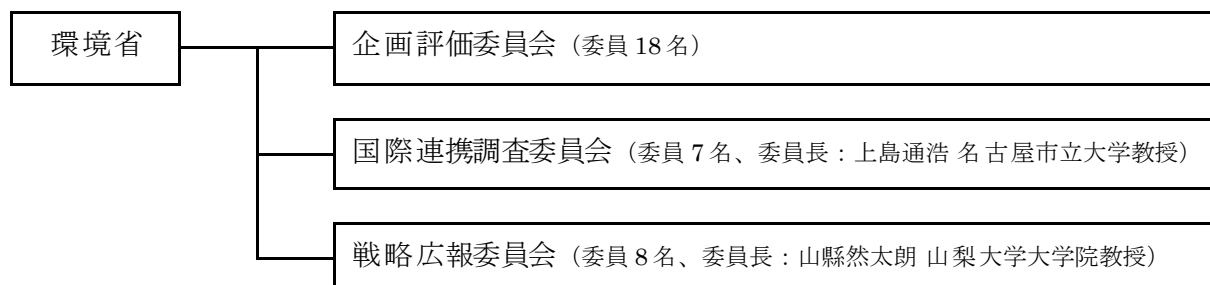 環境省
企画評価委員会（委員 18 名）
国際連携調査委員会（委員 7 名、委員長：上島通浩 名古屋市立大学教授）
戦略広報委員会（委員 8 名、委員長：山縣然太朗 山梨大学大学院教授）